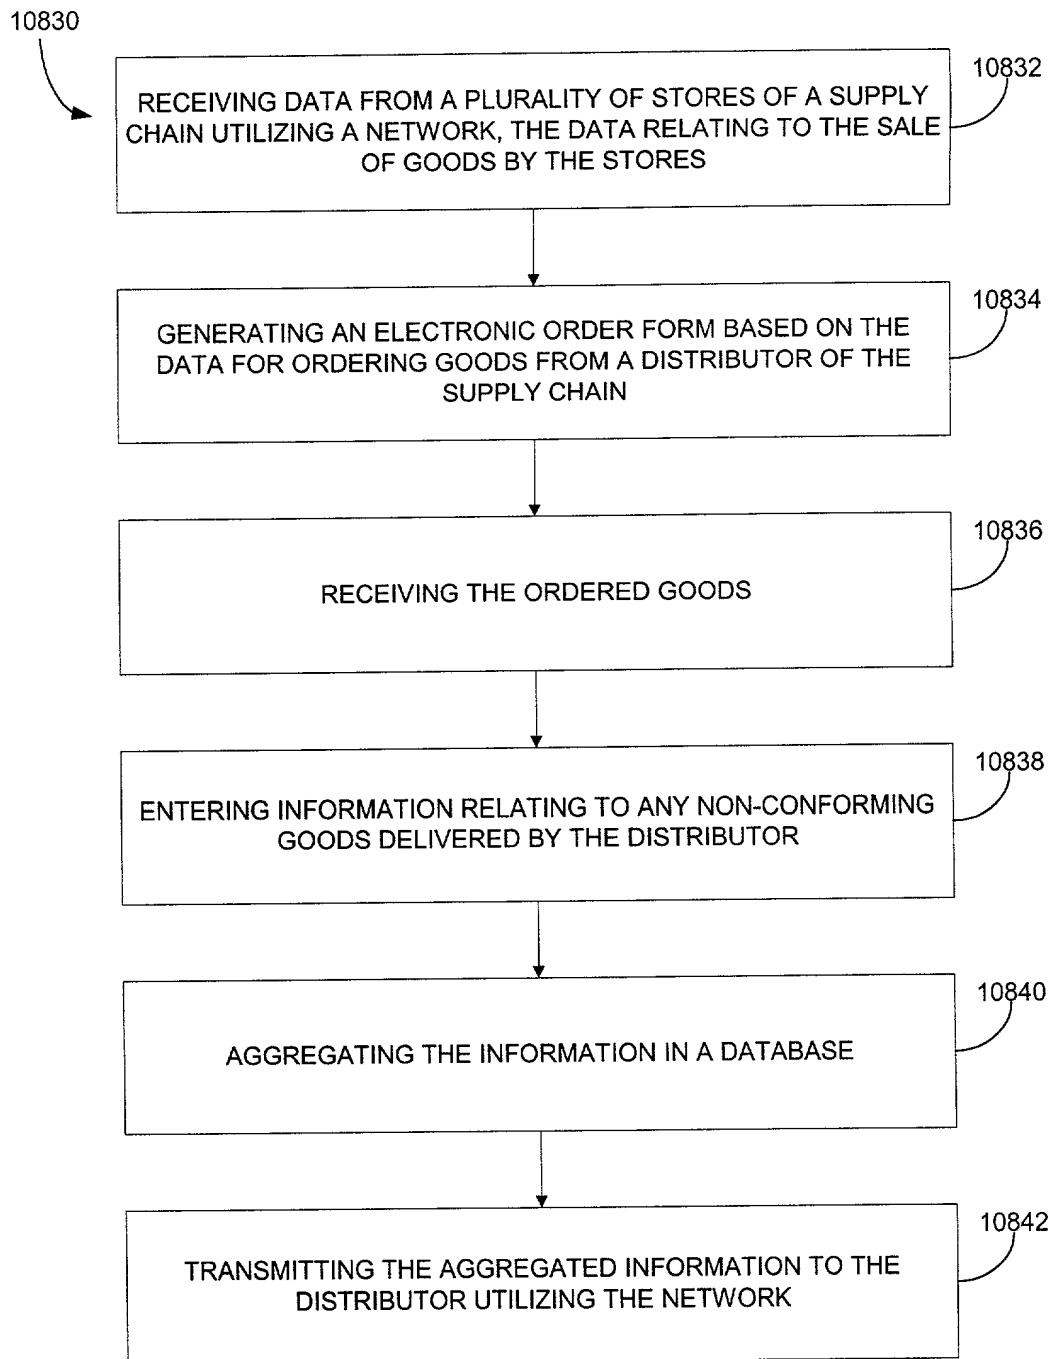 10830
10832
RECEIVING DATA FROM A PLURALITY OF STORES OF A SUPPLY
CHAIN UTILIZING A NETWORK, THE DATA RELATING TO THE SALE
OF GOODS BY THE STORES
10834
GENERATING AN ELECTRONIC ORDER FORM BASED ON THE
DATA FOR ORDERING GOODS FROM A DISTRIBUTOR OF THE
SUPPLY CHAIN
10836
RECEIVING THE ORDERED GOODS
10838
ENTERING INFORMATION RELATING TO ANY NON-CONFORMING
GOODS DELIVERED BY THE DISTRIBUTOR
10840
AGGREGATING THE INFORMATION IN A DATABASE
10842
TRANSMITTING THE AGGREGATED INFORMATION TO THE
DISTRIBUTOR UTILIZING THE NETWORK